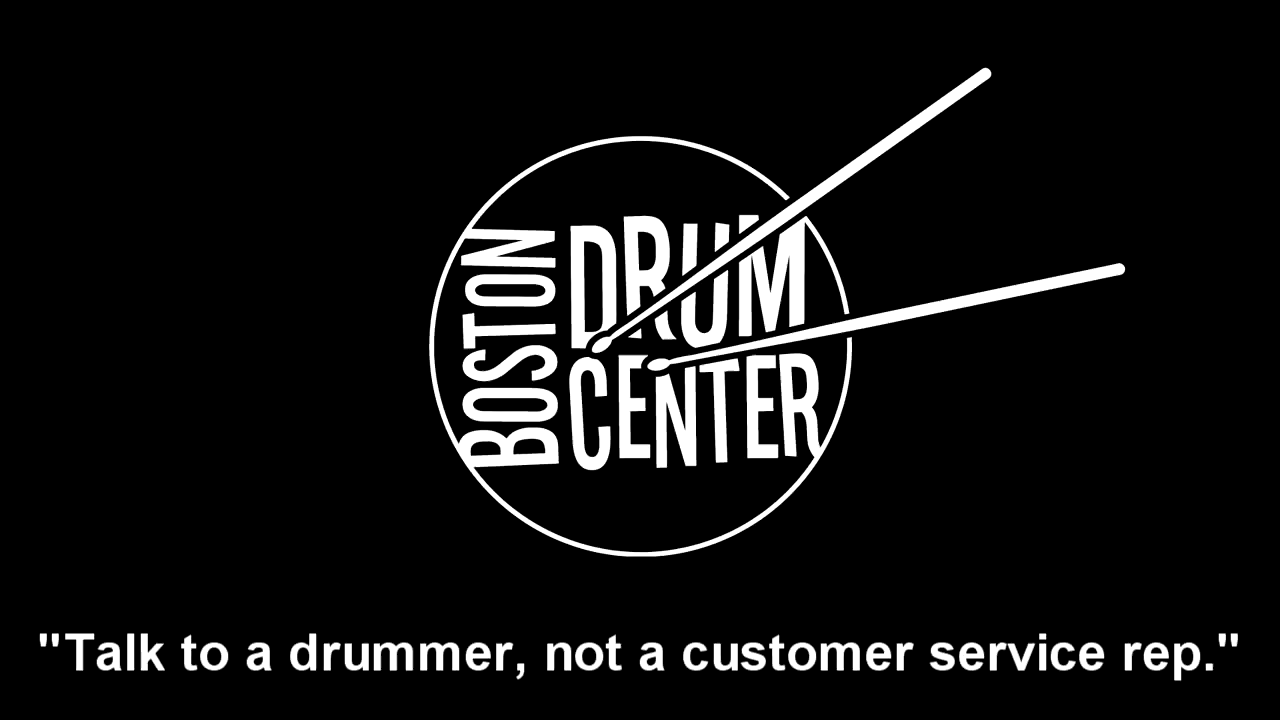 BOSTON
DRUM
CENTER
"Talk to a drummer, not a customer service rep."